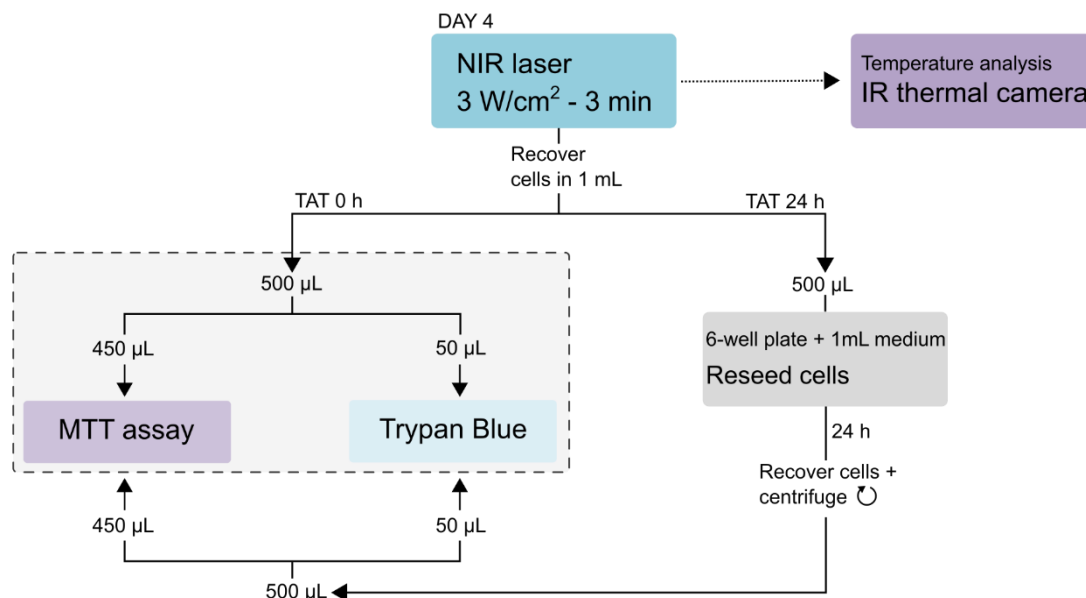 DAY 4
NIR laser
3 W/cm² - 3 min
Temperature analysis
IR thermal camera
Recover
cells in 1 mL
TAT 0 h
TAT 24 h
500 µL
500 µL
450 µL
50 µL
6-well plate + 1mL medium
Reseed cells
MTT assay
Trypan Blue
24 h
Recover cells +
centrifuge
450 µL
50 µL
500 µL